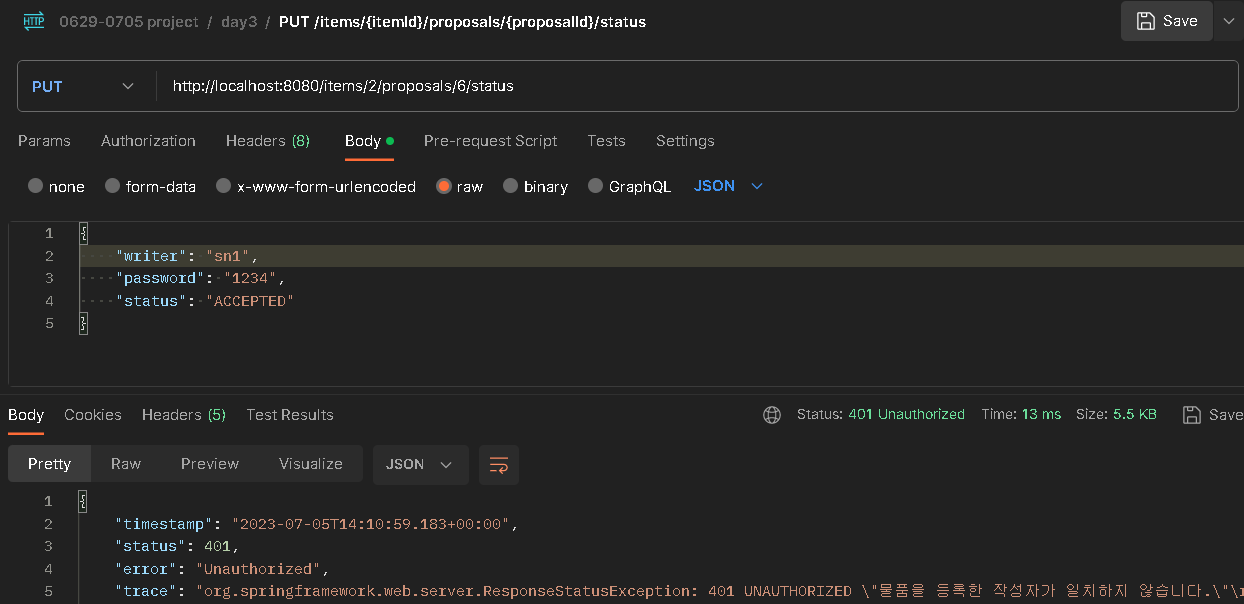 HTTP 0629-0705 project / day3 / PUT /items/{itemId}/proposals/{proposalId}/status Save
PUT http://localhost:8080/items/2/proposals/6/status
Params Authorization Headers (8) Body Pre-request Script Tests Settings
none form-data x-www-form-urlencoded raw binary GraphQL JSON
1 {
2 "writer": "sn1",
3 "password": "1234",
4 "status": "ACCEPTED"
5 }
Body Cookies Headers (5) Test Results Status: 401 Unauthorized Time: 13 ms Size: 5.5 KB Save
Pretty Raw Preview Visualize JSON
1 {
2 "timestamp": "2023-07-05T14:10:59.183+00:00",
3 "status": 401,
4 "error": "Unauthorized",
5 "trace": "org.springframework.web.server.ResponseStatusException: 401 UNAUTHORIZED \"물품을 등록한 작성자가 일치하지 않습니다.\"\r